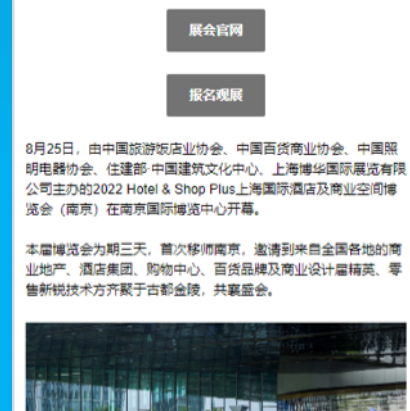 展会官网
报名观展
8月25日，由中国旅游饭店业协会、中国百货商业协会、中国照
明电器协会、住建部·中国建筑文化中心、上海博华国际展览有限
公司主办的2022 Hotel & Shop Plus上海国际酒店及商业空间博
览会（南京）在南京国际博览中心开幕。
本届博览会为期三天，首次移师南京，邀请到来自全国各地的商
业地产、酒店集团、购物中心、百货品牌及商业设计届精英、零
售新锐技术方齐聚于古都金陵，共襄盛会。